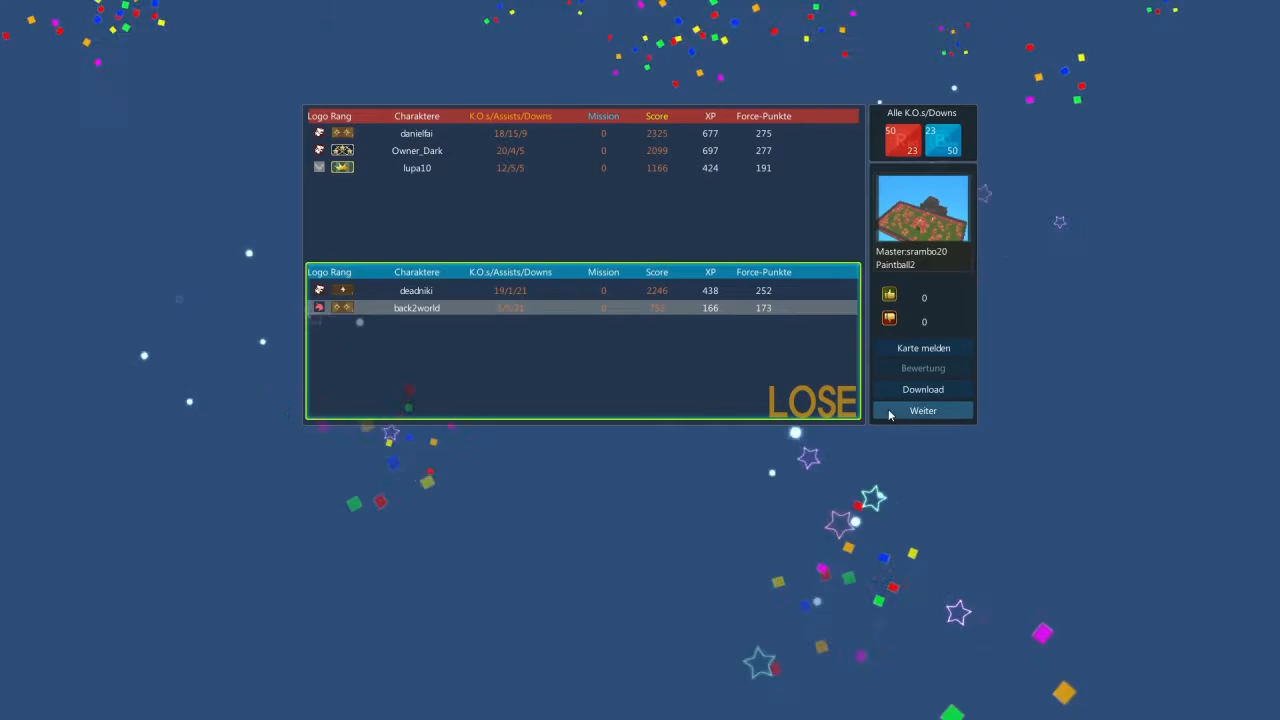 Logo Rang Charaktere K.O.s/Assists/Downs Mission Score XP Force-Punkte
danielfai 18/15/9 0 2325 677 275
Owner_Dark 20/4/5 0 2099 697 277
lupa10 12/5/5 0 1166 424 191
Logo Rang Charaktere K.O.s/Assists/Downs Mission Score XP Force-Punkte
deadniki 19/1/21 0 2246 438 252
back2world 0 752 166 173
LOSE
Alle K.O.s/Downs
50 23
23 50
Master:srambo20
Paintball2
0
0
Karte melden
Bewertung
Download
Weiter